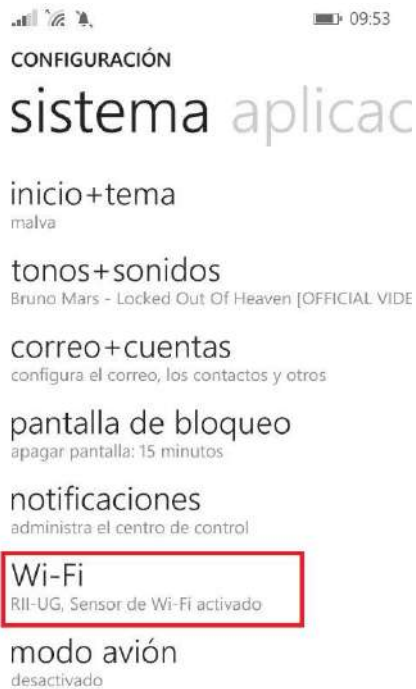 09:53
CONFIGURACIÓN
sistema aplicac
inicio+tema
malva
tonos+sonidos
Bruno Mars - Locked Out Of Heaven [OFFICIAL VIDE
correo+cuentas
configura el correo, los contactos y otros
pantalla de bloqueo
apagar pantalla: 15 minutos
notificaciones
administra el centro de control
Wi-Fi
RII-UG, Sensor de Wi-Fi activado
modo avión
desactivado